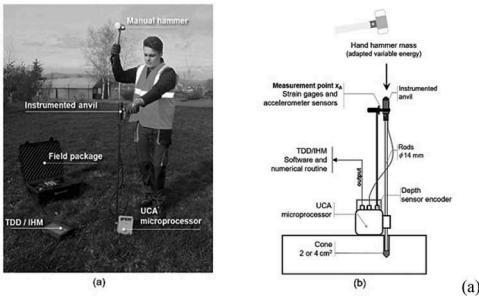 (a)
Manual hammer
Instrumented anvil
Field package
TDD / IHM
UCA
microprocessor
(a)
Hand hammer mass
(adapted variable energy)
Measurement point xA
Strain gages and
accelerometer sensors
Instrumented
anvil
TDD/IHM
Software and
numerical routine
output
Rods
φ14 mm
Depth
sensor encoder
UCA
microprocessor
Cone
2 or 4 cm²
(b)
(a)